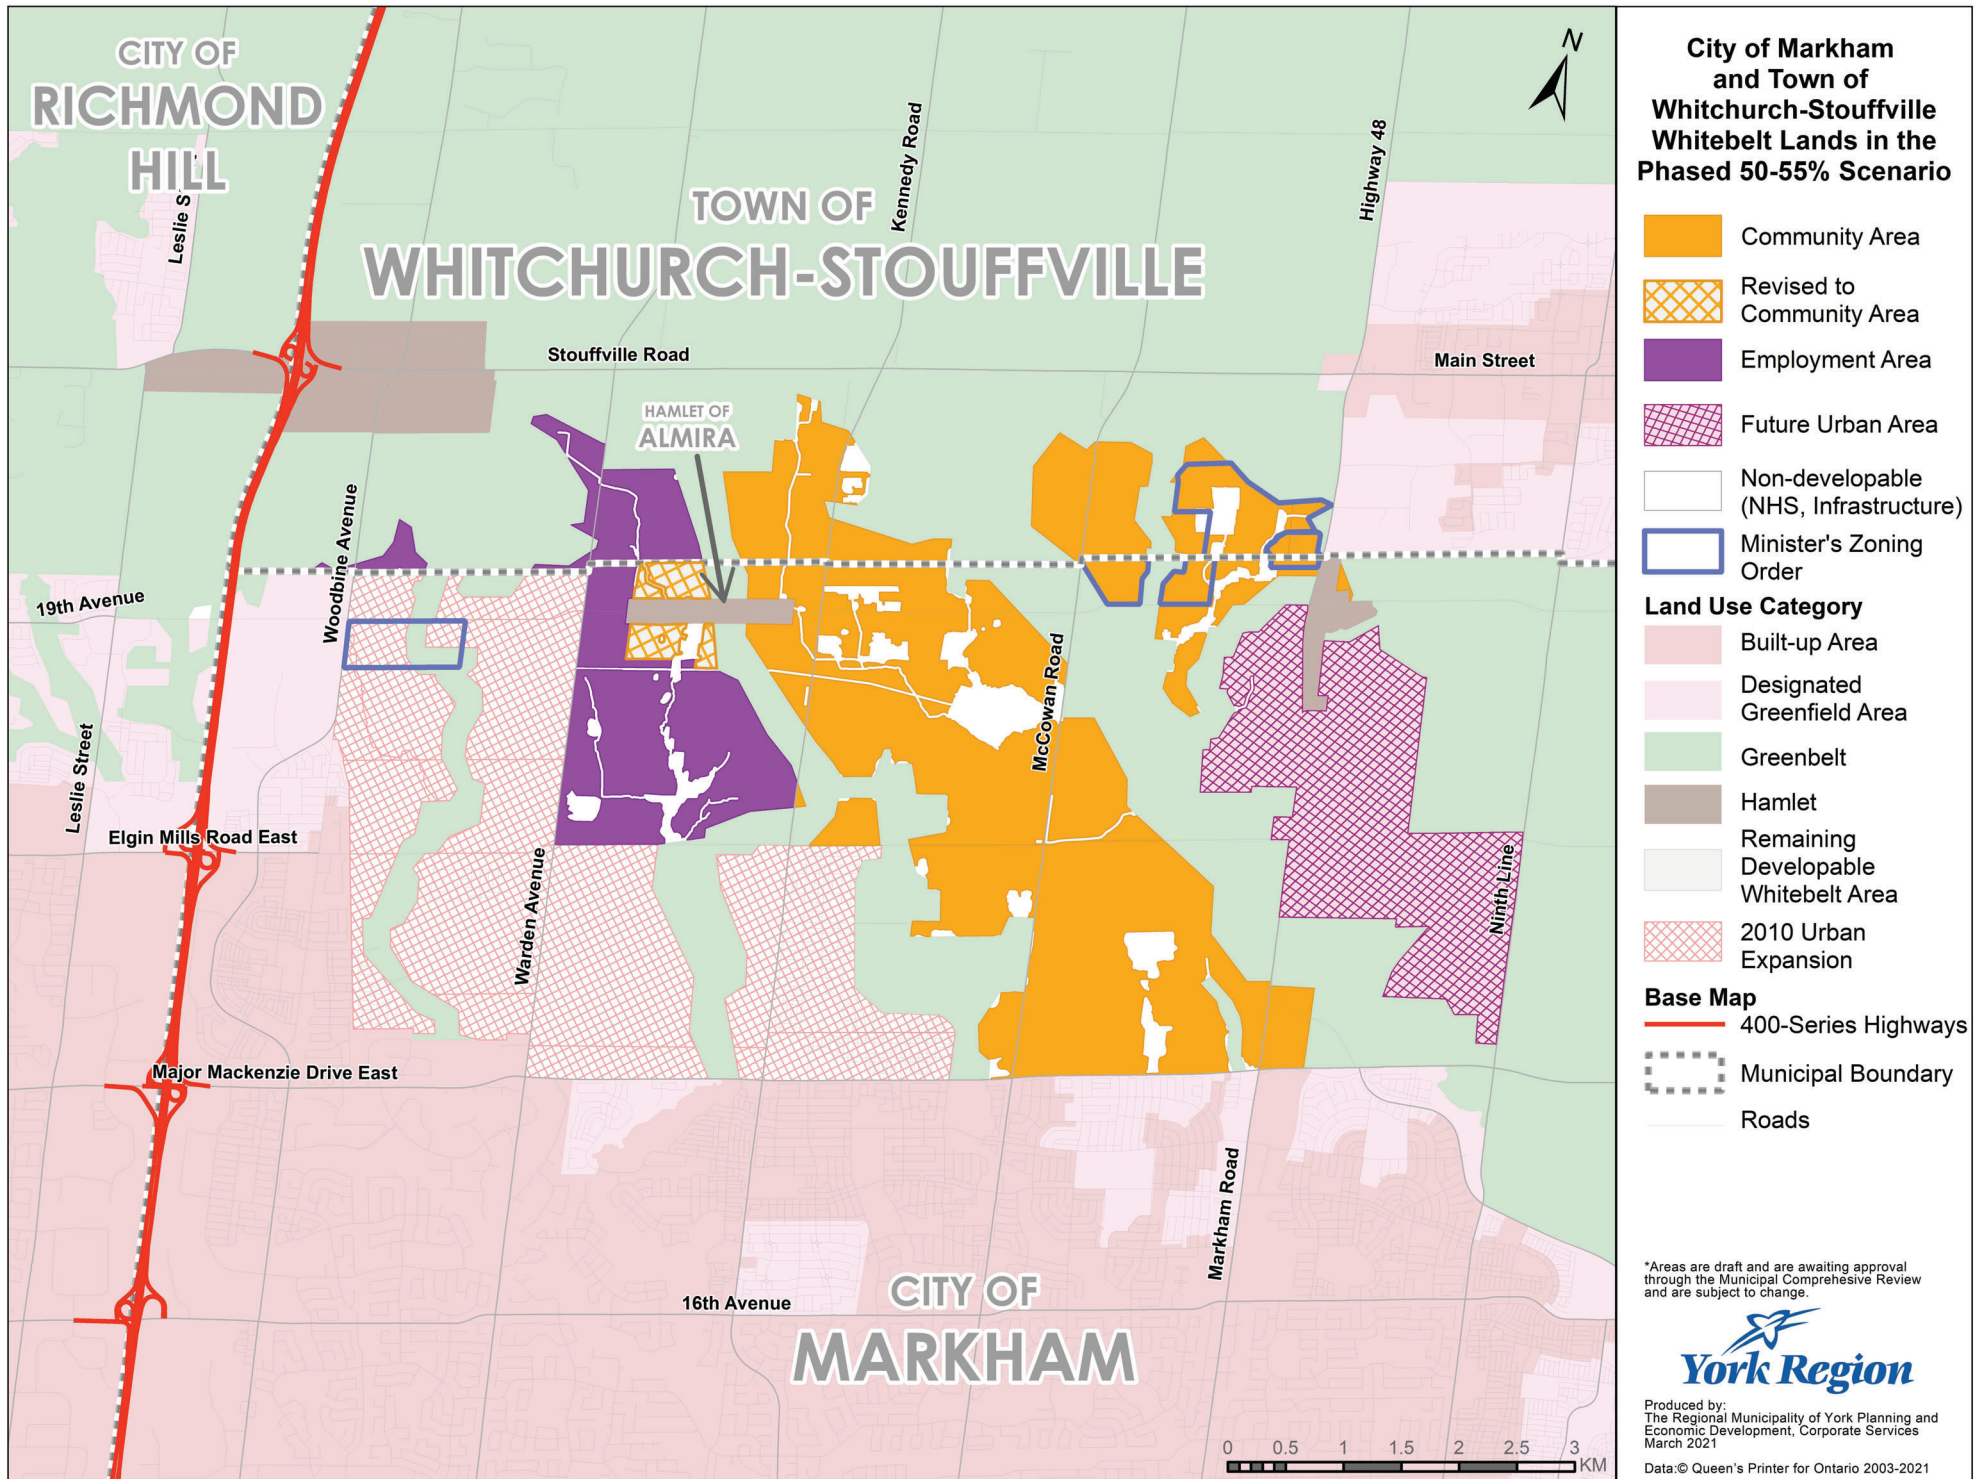 CITY OF
RICHMOND
HILL
Leslie S
TOWN OF
WHITCHURCH-STOUFFVILLE
Kennedy Road
Highway 48
N
Stouffville Road
Main Street
HAMLET OF
ALMIRA
Woodbine Avenue
19th Avenue
Leslie Street
McCowan Road
Elgin Mills Road East
Warden Avenue
Ninth Line
Major Mackenzie Drive East
Markham Road
16th Avenue
CITY OF
MARKHAM
0 0.5 1 1.5 2 2.5 3
KM
City of Markham
and Town of
Whitchurch-Stouffville
Whitebelt Lands in the
Phased 50-55% Scenario
Community Area
Revised to
Community Area
Employment Area
Future Urban Area
Non-developable
(NHS, Infrastructure)
Minister's Zoning
Order
Land Use Category
Built-up Area
Designated
Greenfield Area
Greenbelt
Hamlet
Remaining
Developable
Whitebelt Area
2010 Urban
Expansion
Base Map
400-Series Highways
Municipal Boundary
Roads
*Areas are draft and are awaiting approval
through the Municipal Comprehesive Review
and are subject to change.
York Region
Produced by:
The Regional Municipality of York Planning and
Economic Development, Corporate Services
March 2021
Data:© Queen's Printer for Ontario 2003-2021